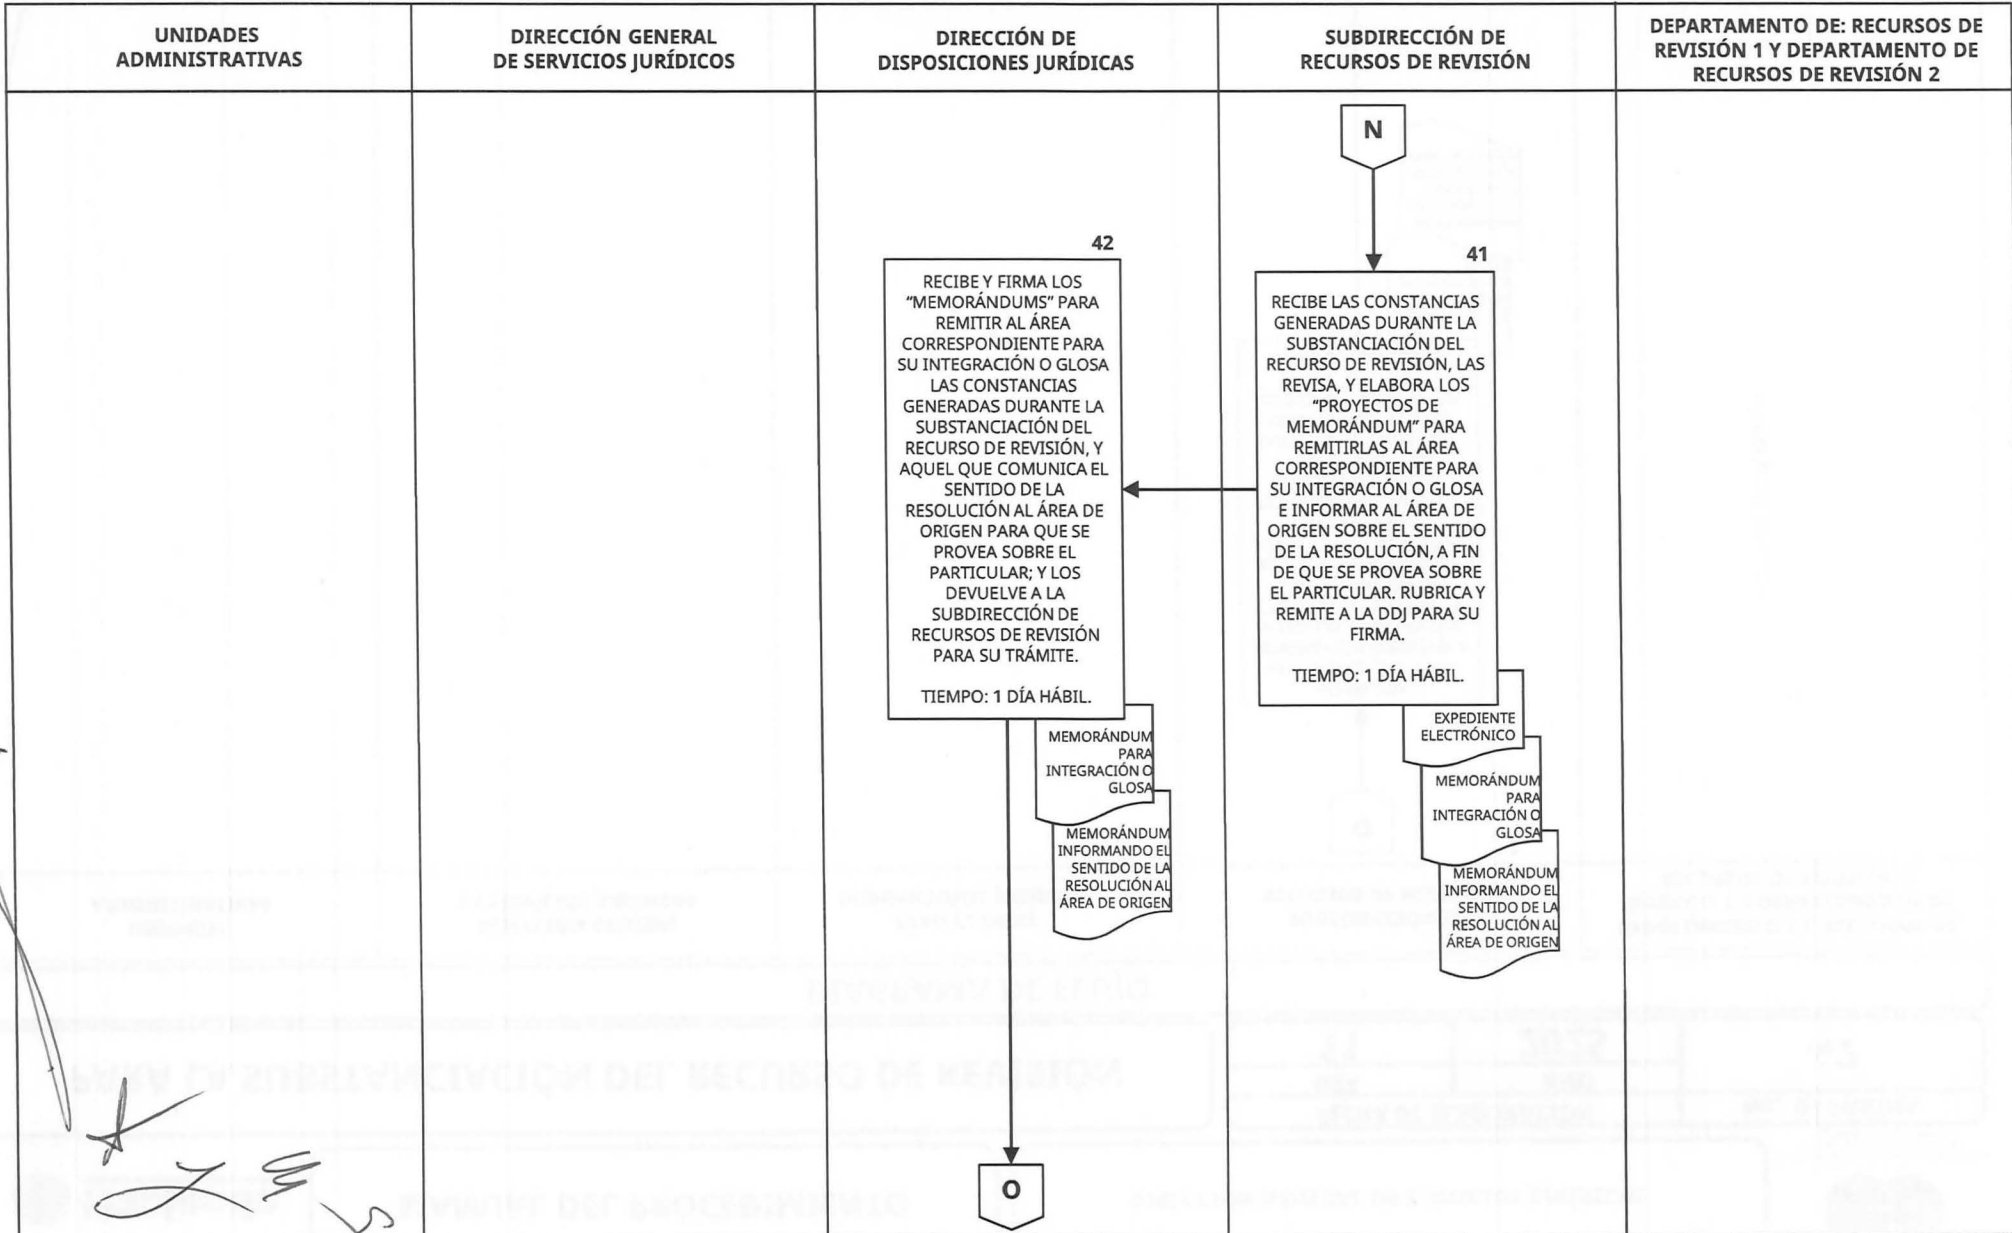 UNIDADES
ADMINISTRATIVAS
DIRECCIÓN GENERAL
DE SERVICIOS JURÍDICOS
DIRECCIÓN DE
DISPOSICIONES JURÍDICAS
SUBDIRECCIÓN DE
RECURSOS DE REVISIÓN
DEPARTAMENTO DE: RECURSOS DE
REVISIÓN 1 Y DEPARTAMENTO DE
RECURSOS DE REVISIÓN 2
N
41
RECIBE LAS CONSTANCIAS
GENERADAS DURANTE LA
SUBSTANCIACIÓN DEL
RECURSO DE REVISIÓN, LAS
REVISA, Y ELABORA LOS
“PROYECTOS DE
MEMORÁNDUM” PARA
REMITIRLAS AL ÁREA
CORRESPONDIENTE PARA
SU INTEGRACIÓN O GLOSA
E INFORMAR AL ÁREA DE
ORIGEN SOBRE EL SENTIDO
DE LA RESOLUCIÓN, A FIN
DE QUE SE PROVEA SOBRE
EL PARTICULAR. RUBRICA Y
REMITE A LA DDJ PARA SU
FIRMA.
TIEMPO: 1 DÍA HÁBIL.
EXPEDIENTE
ELECTRÓNICO
MEMORÁNDUM
PARA
INTEGRACIÓN O
GLOSA
MEMORÁNDUM
INFORMANDO EL
SENTIDO DE LA
RESOLUCIÓN AL
ÁREA DE ORIGEN
42
RECIBE Y FIRMA LOS
“MEMORÁNDUMS” PARA
REMITIR AL ÁREA
CORRESPONDIENTE PARA
SU INTEGRACIÓN O GLOSA
LAS CONSTANCIAS
GENERADAS DURANTE LA
SUBSTANCIACIÓN DEL
RECURSO DE REVISIÓN, Y
AQUEL QUE COMUNICA EL
SENTIDO DE LA
RESOLUCIÓN AL ÁREA DE
ORIGEN PARA QUE SE
PROVEA SOBRE EL
PARTICULAR; Y LOS
DEVUELVE A LA
SUBDIRECCIÓN DE
RECURSOS DE REVISIÓN
PARA SU TRÁMITE.
TIEMPO: 1 DÍA HÁBIL.
MEMORÁNDUM
PARA
INTEGRACIÓN O
GLOSA
MEMORÁNDUM
INFORMANDO EL
SENTIDO DE LA
RESOLUCIÓN AL
ÁREA DE ORIGEN
O